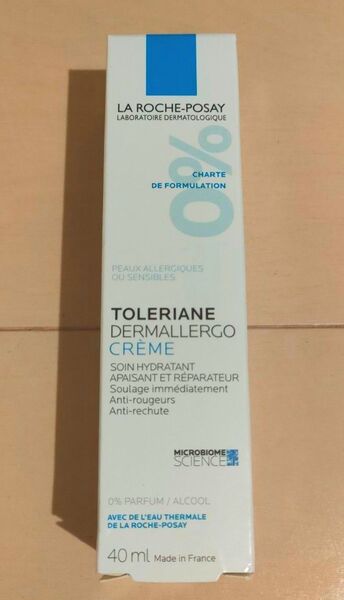 LA ROCHE-POSAY
LABORATOIRE DERMATOLOGIQUE
0%
CHARTE
DE FORMULATION
PEAUX ALLERGIQUES
OU SENSIBLES
TOLERIANE
DERMALLERGO
CRÈME
SOIN HYDRATANT
APAISANT ET RÉPARATEUR
Soulage immédiatement
Anti-rougeurs
Anti-rechute
MICROBIOME
SCIENCE
0% PARFUM / ALCOOL
AVEC DE L'EAU THERMALE
DE LA ROCHE-POSAY
40 ml Made in France